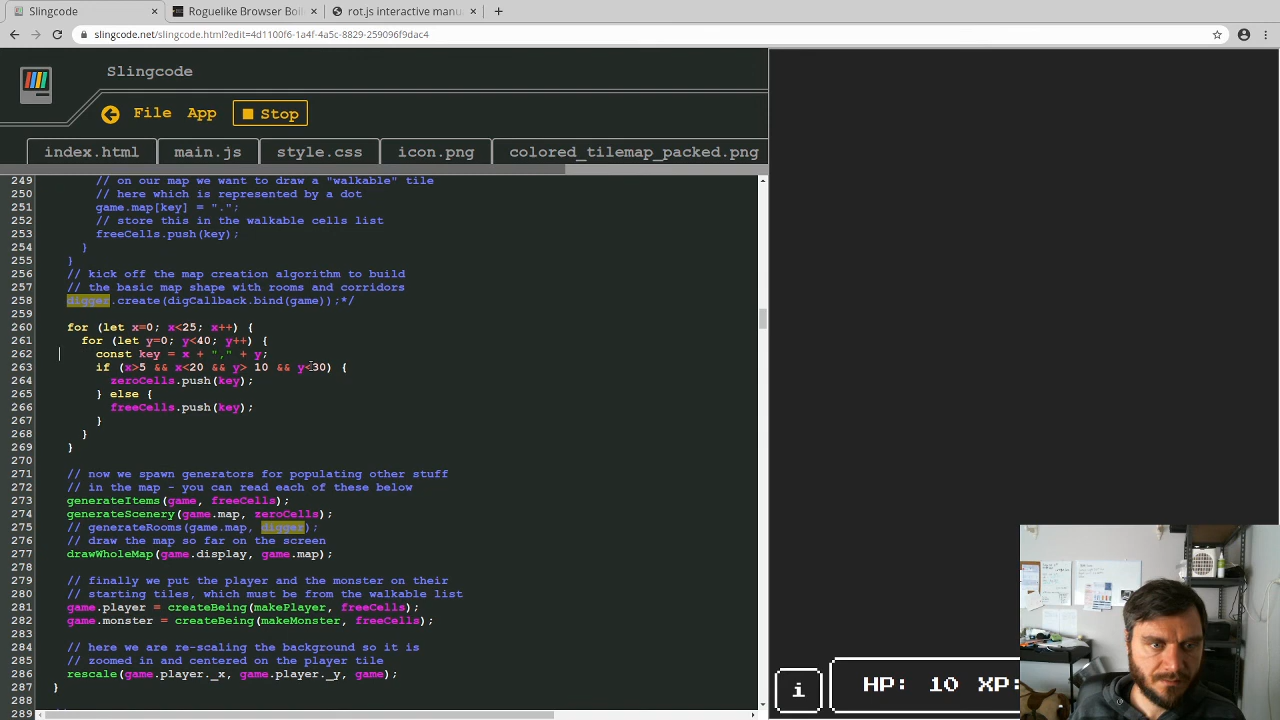 Slingcode
Roguelike Browser Boi
rot.js interactive manu
slingcode.net/slingcode.html?edit=4d1100f6-1a4f-4a5c-8829-259096f9dac4
Slingcode
File App Stop
index.html main.js style.css icon.png colored_tilemap_packed.png
249 // on our map we want to draw a "walkable" tile
250 // here which is represented by a dot
251 game.map[key] = ".";
252 // store this in the walkable cells list
253 freeCells.push(key);
254 }
255 }
256 // kick off the map creation algorithm to build
257 // the basic map shape with rooms and corridors
258 digger.create(digCallback.bind(game));*/
259
260 for (let x=0; x<25; x++) {
261 for (let y=0; y<40; y++) {
262 const key = x + "," + y;
263 if (x>5 && x<20 && y> 10 && y<30) {
264 zeroCells.push(key);
265 } else {
266 freeCells.push(key);
267 }
268 }
269 }
270
271 // now we spawn generators for populating other stuff
272 // in the map - you can read each of these below
273 generateItems(game, freeCells);
274 generateScenery(game.map, zeroCells);
275 // generateRooms(game.map, digger);
276 // draw the map so far on the screen
277 drawWholeMap(game.display, game.map);
278
279 // finally we put the player and the monster on their
280 // starting tiles, which must be from the walkable list
281 game.player = createBeing(makePlayer, freeCells);
282 game.monster = createBeing(makeMonster, freeCells);
283
284 // here we are re-scaling the background so it is
285 // zoomed in and centered on the player tile
286 rescale(game.player._x, game.player._y, game);
287 }
288
289
i HP: 10 XP: